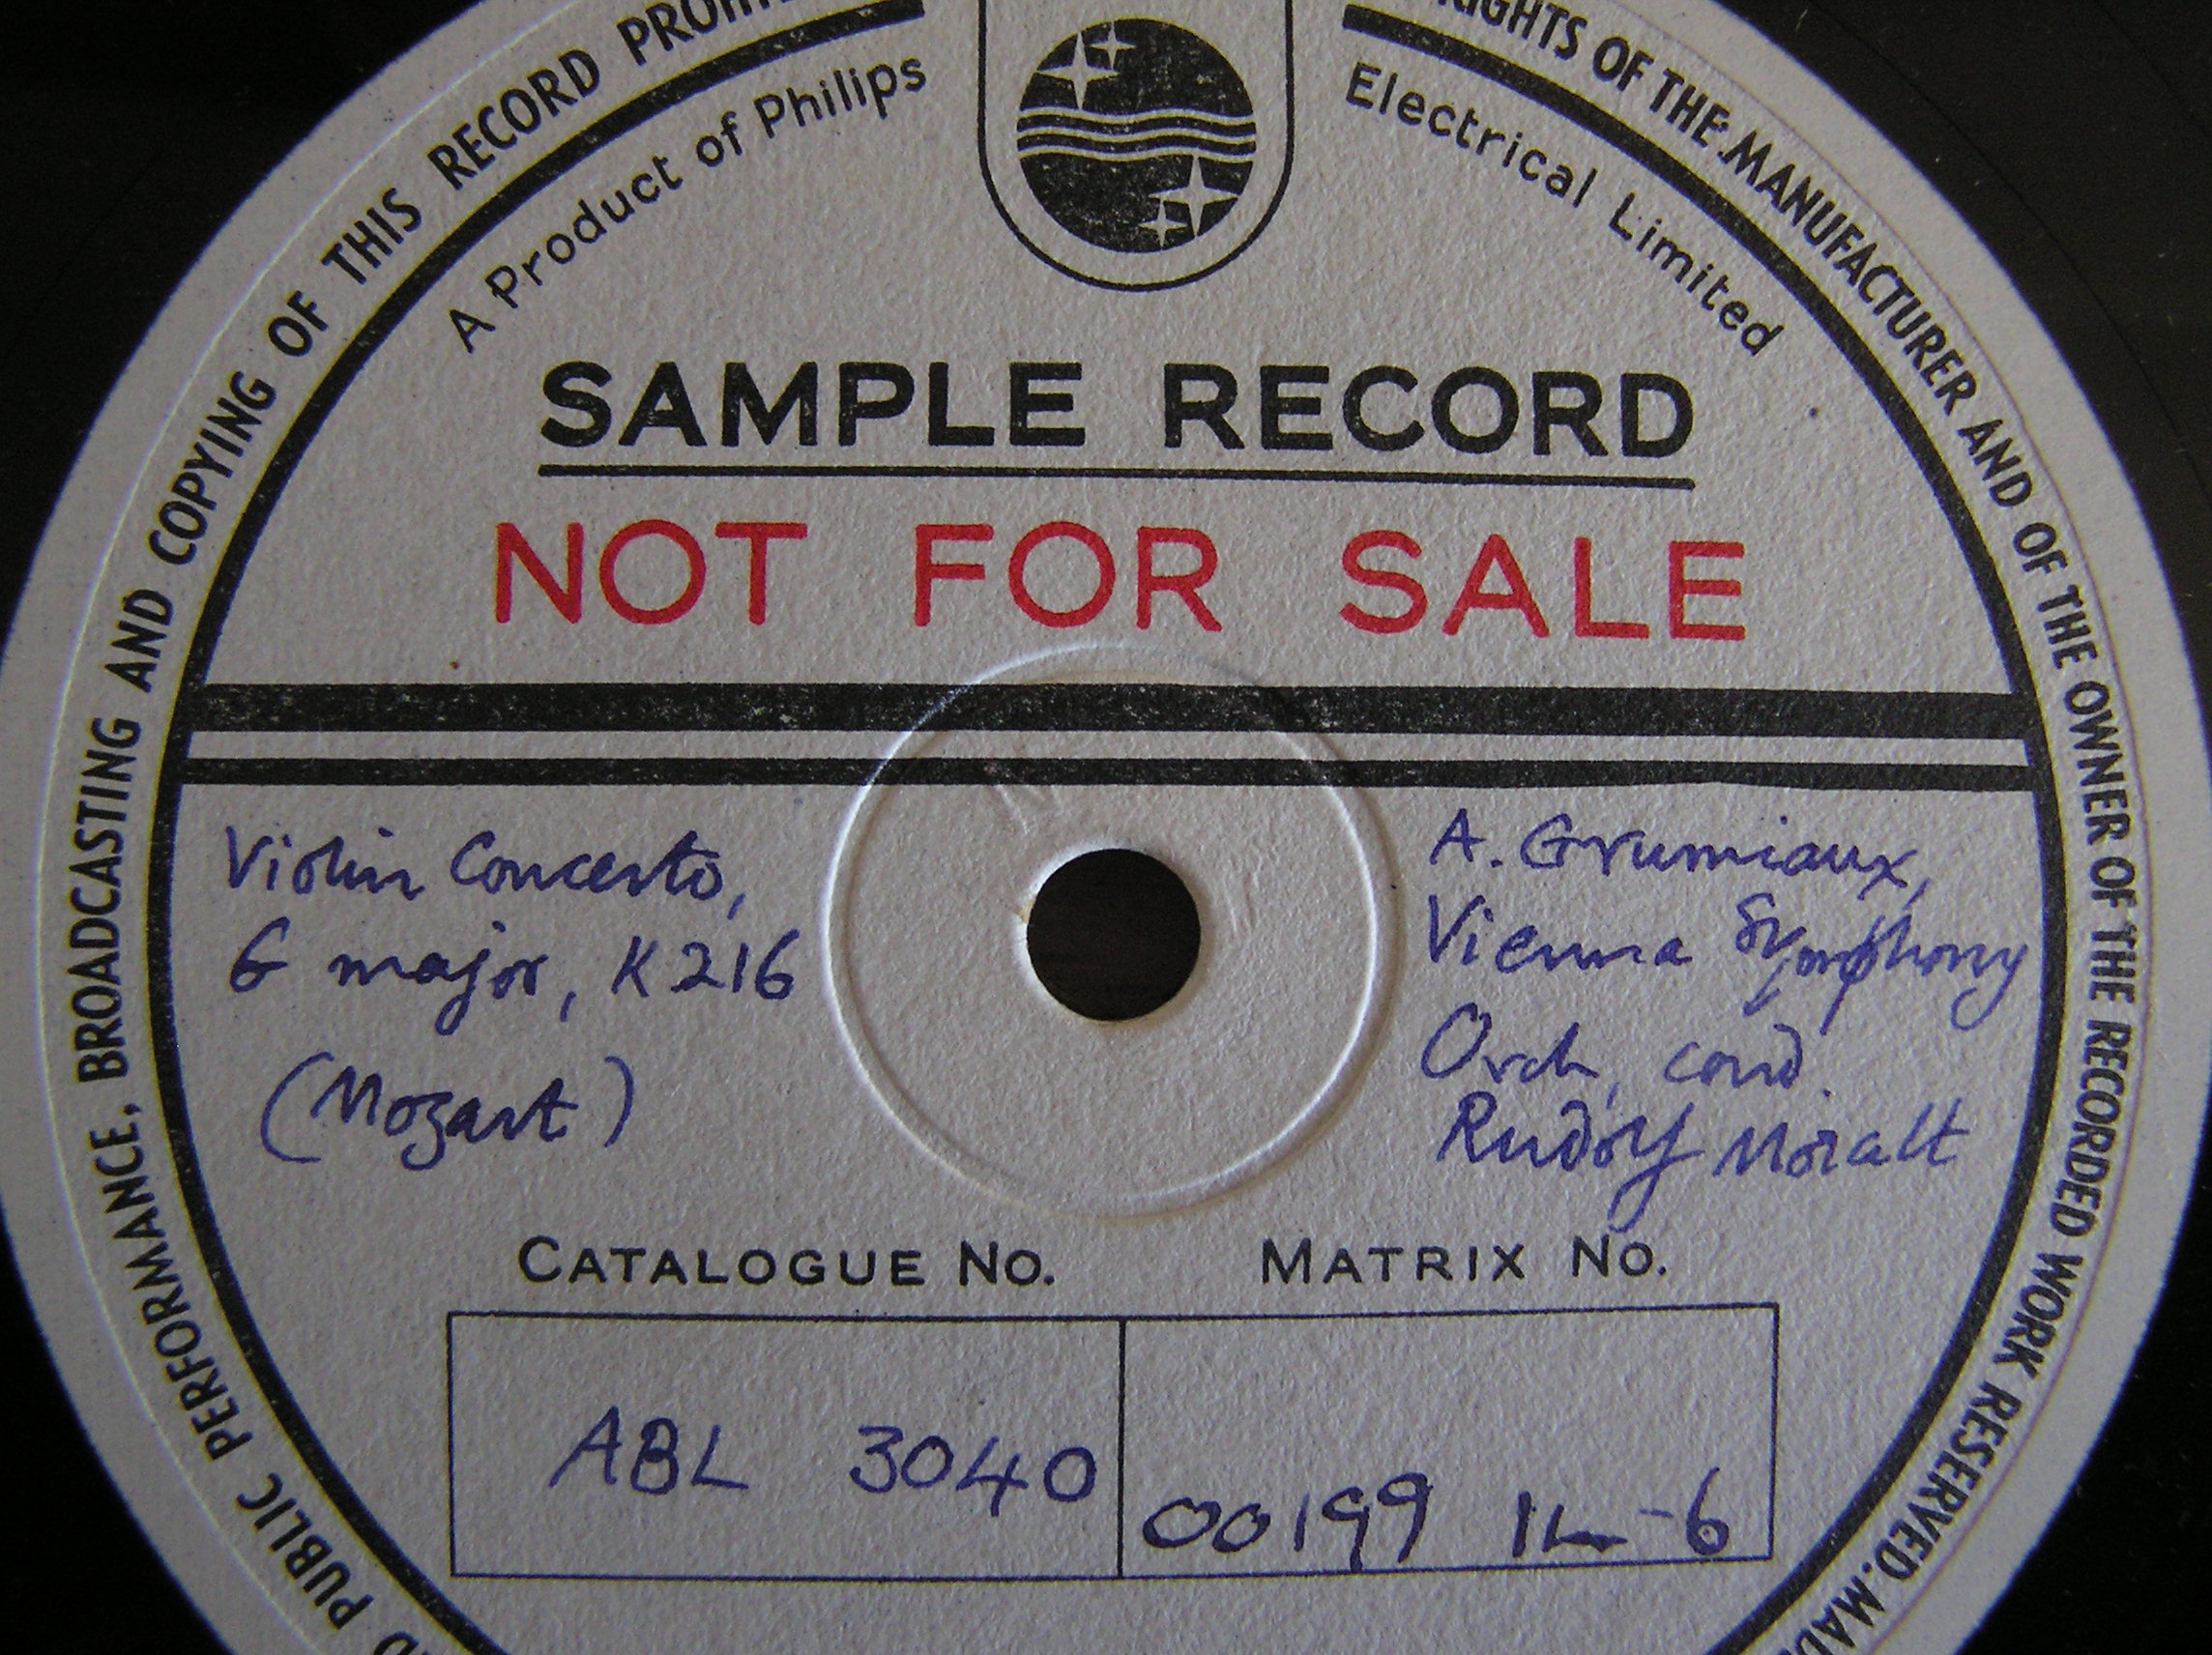 PUBLIC PERFORMANCE, BROADCASTING AND COPYING OF THIS RECORD
RIGHTS OF THE MANUFACTURER AND OF THE OWNER OF THE RECORDED WORK RESERVED.
A Product of Philips
Electrical Limited
SAMPLE RECORD
NOT FOR SALE
Violin Concerto,
G major, K216
(Mozart)
A. Grumiaux,
Vienna Symphony
Orch, cond.
Rudolf Moralt
CATALOGUE NO.
MATRIX NO.
ABL 3040
00199 1L-6